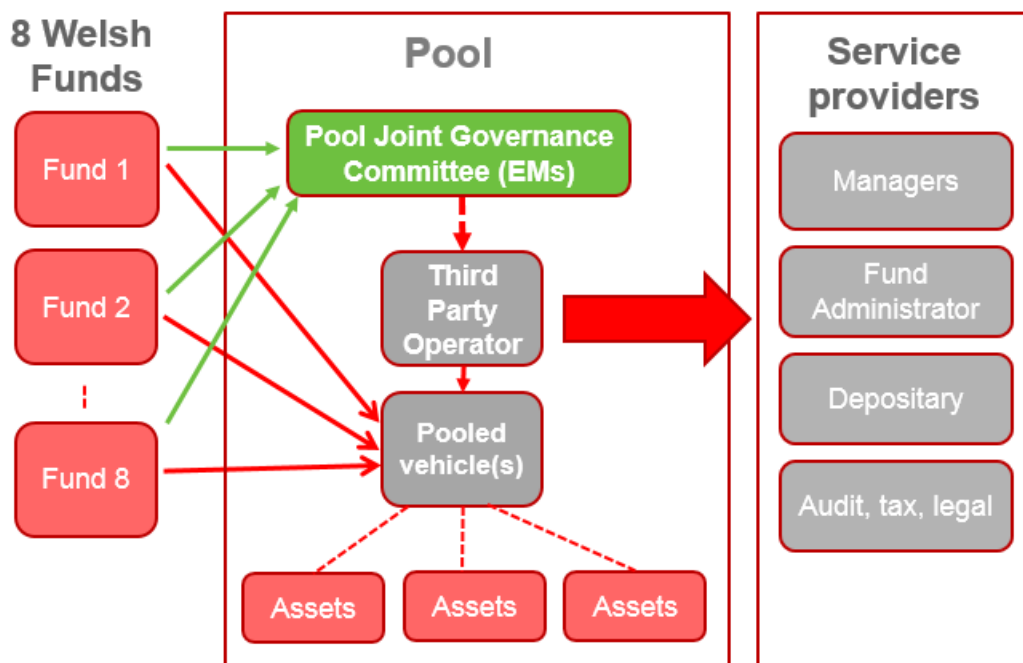 8 Welsh
Funds
Fund 1
Fund 2
Fund 8
Pool
Pool Joint Governance
Committee (EMs)
Third
Party
Operator
Pooled
vehicle(s)
Assets
Assets
Assets
Service
providers
Managers
Fund
Administrator
Depositary
Audit, tax, legal